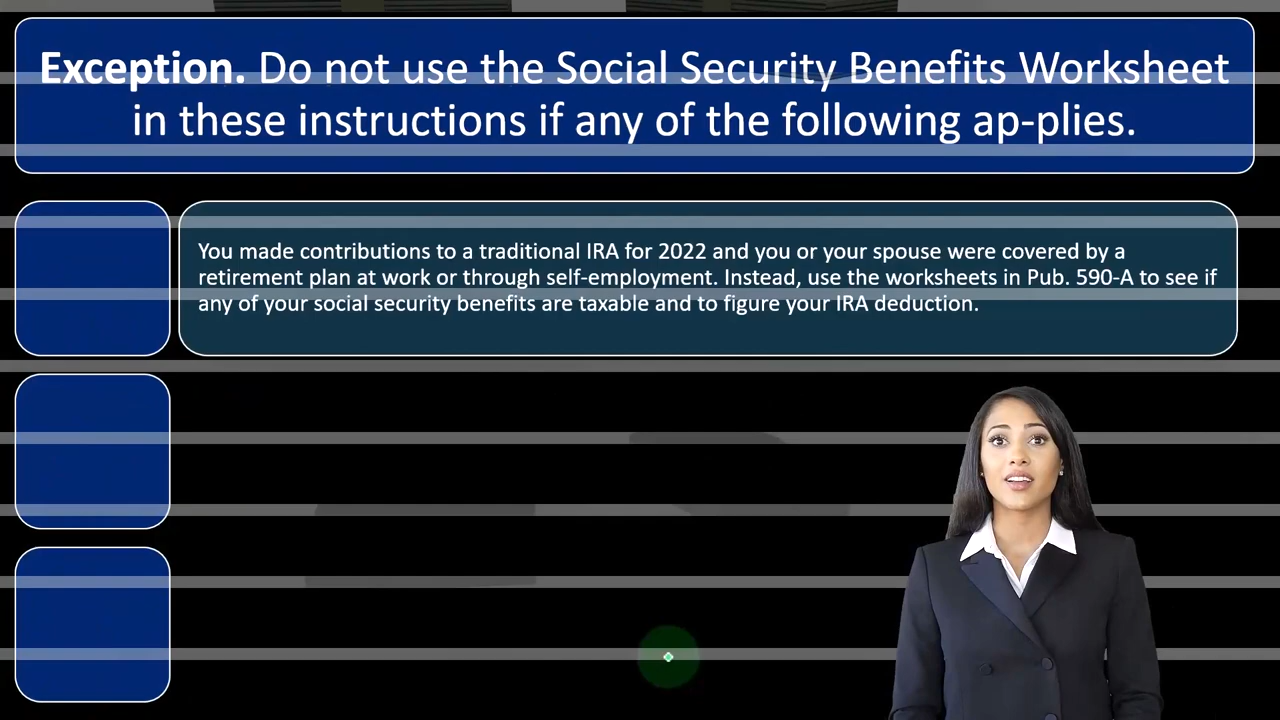 Exception. Do not use the Social Security Benefits Worksheet
in these instructions if any of the following ap-plies.
You made contributions to a traditional IRA for 2022 and you or your spouse were covered by a
retirement plan at work or through self-employment. Instead, use the worksheets in Pub. 590-A to see if
any of your social security benefits are taxable and to figure your IRA deduction.